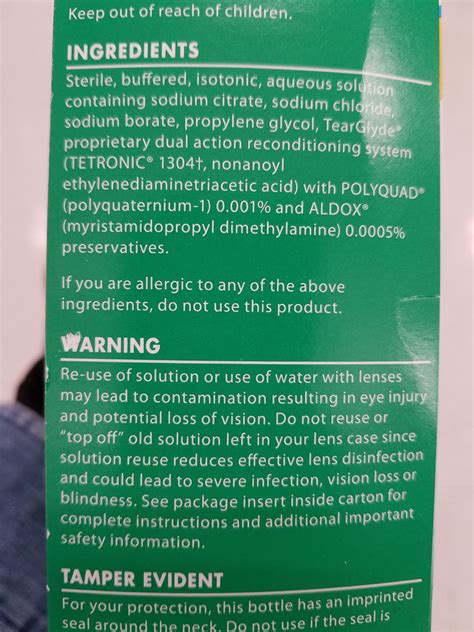 Keep out of reach of children.
INGREDIENTS
Sterile, buffered, isotonic, aqueous solution
containing sodium citrate, sodium chloride,
sodium borate, propylene glycol, TearGlyde®
proprietary dual action reconditioning system
(TETRONIC® 1304†, nonanoyl
ethylenediaminetriacetic acid) with POLYQUAD®
(polyquaternium-1) 0.001% and ALDOX®
(myristamidopropyl dimethylamine) 0.0005%
preservatives.
If you are allergic to any of the above
ingredients, do not use this product.
WARNING
Re-use of solution or use of water with lenses
may lead to contamination resulting in eye injury
and potential loss of vision. Do not reuse or
“top off” old solution left in your lens case since
solution reuse reduces effective lens disinfection
and could lead to severe infection, vision loss or
blindness. See package insert inside carton for
complete instructions and additional important
safety information.
TAMPER EVIDENT
For your protection, this bottle has an imprinted
seal around the neck. Do not use if the seal is